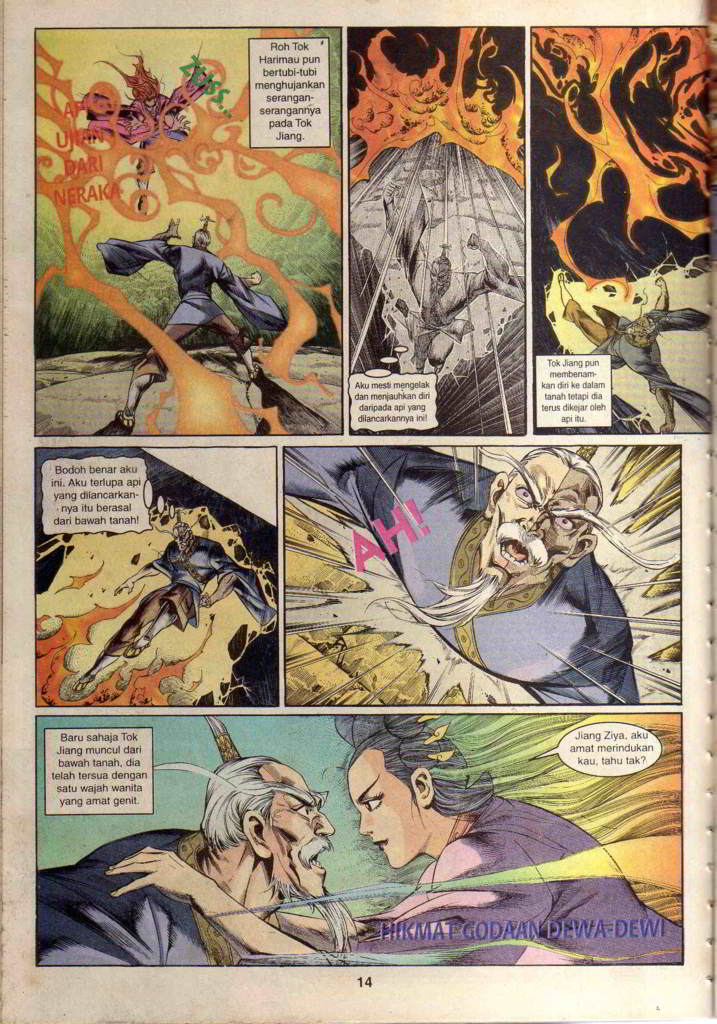 Roh Tok
Harimau pun
bertubi-tubi
menghujankan
serangan-
serangannya
pada Tok
Jiang.
ZUSS...
API
UNAN
DARI
NERAKA
Aku mesti mengelak
dan menjauhkan diri
daripada api yang
dilancarkannya ini!
Tok Jiang pun
membenam-
kan diri ke dalam
tanah tetapi dia
terus dikejar oleh
api itu.
Bodoh benar aku
ini. Aku terlupa api
yang dilancarkan-
nya itu berasal
dari bawah tanah!
AH!
Baru sahaja Tok
Jiang muncul dari
bawah tanah, dia
telah tersua dengan
satu wajah wanita
yang amat genit.
Jiang Ziya, aku
amat merindukan
kau, tahu tak?
HIKMAT GODAAN DEWA-DEWI
14